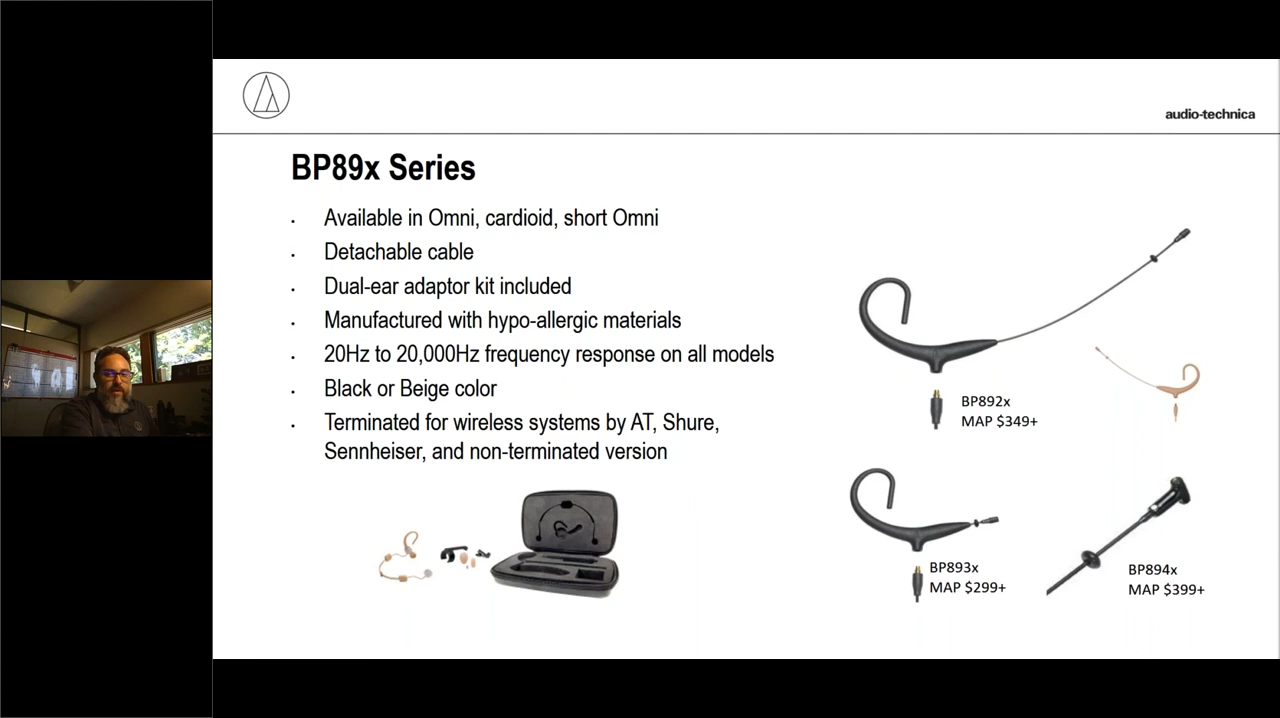 audio-technica
BP89x Series
• Available in Omni, cardioid, short Omni
• Detachable cable
• Dual-ear adaptor kit included
• Manufactured with hypo-allergic materials
• 20Hz to 20,000Hz frequency response on all models
• Black or Beige color
• Terminated for wireless systems by AT, Shure,
Sennheiser, and non-terminated version
BP892x
MAP $349+
BP893x
MAP $299+
BP894x
MAP $399+